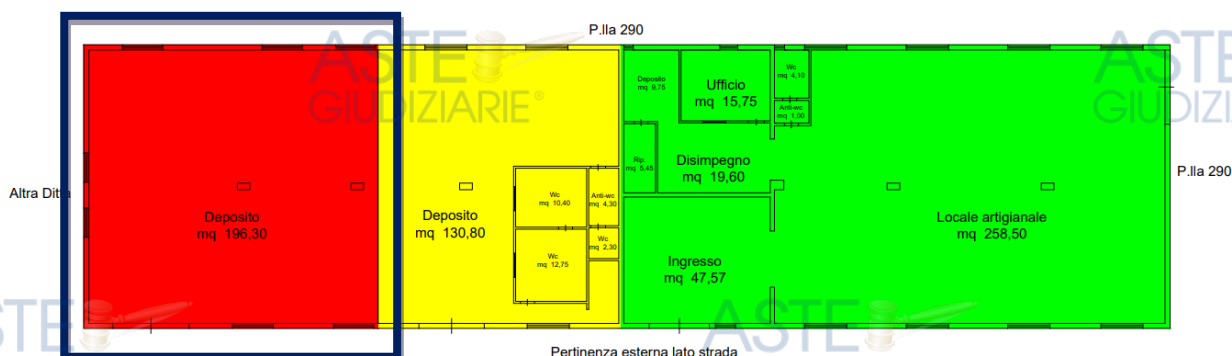 P.lla 290
ASTE
GIUDIZIARIE®
ASTE
GIUDIZI
Deposito
mq 9,75
Ufficio
mq 15,75
Wc
mq 4,10
Anti-wc
mq 1,00
Rip.
mq 5,45
Disimpegno
mq 19,60
Altra Ditta
P.lla 290
Deposito
mq 196,30
Deposito
mq 130,80
Wc
mq 10,40
Anti-wc
mq 4,30
Wc
mq 2,30
Wc
mq 12,75
Locale artigianale
mq 258,50
Ingresso
mq 47,57
STE
ASTE
Pertinenza esterna lato strada